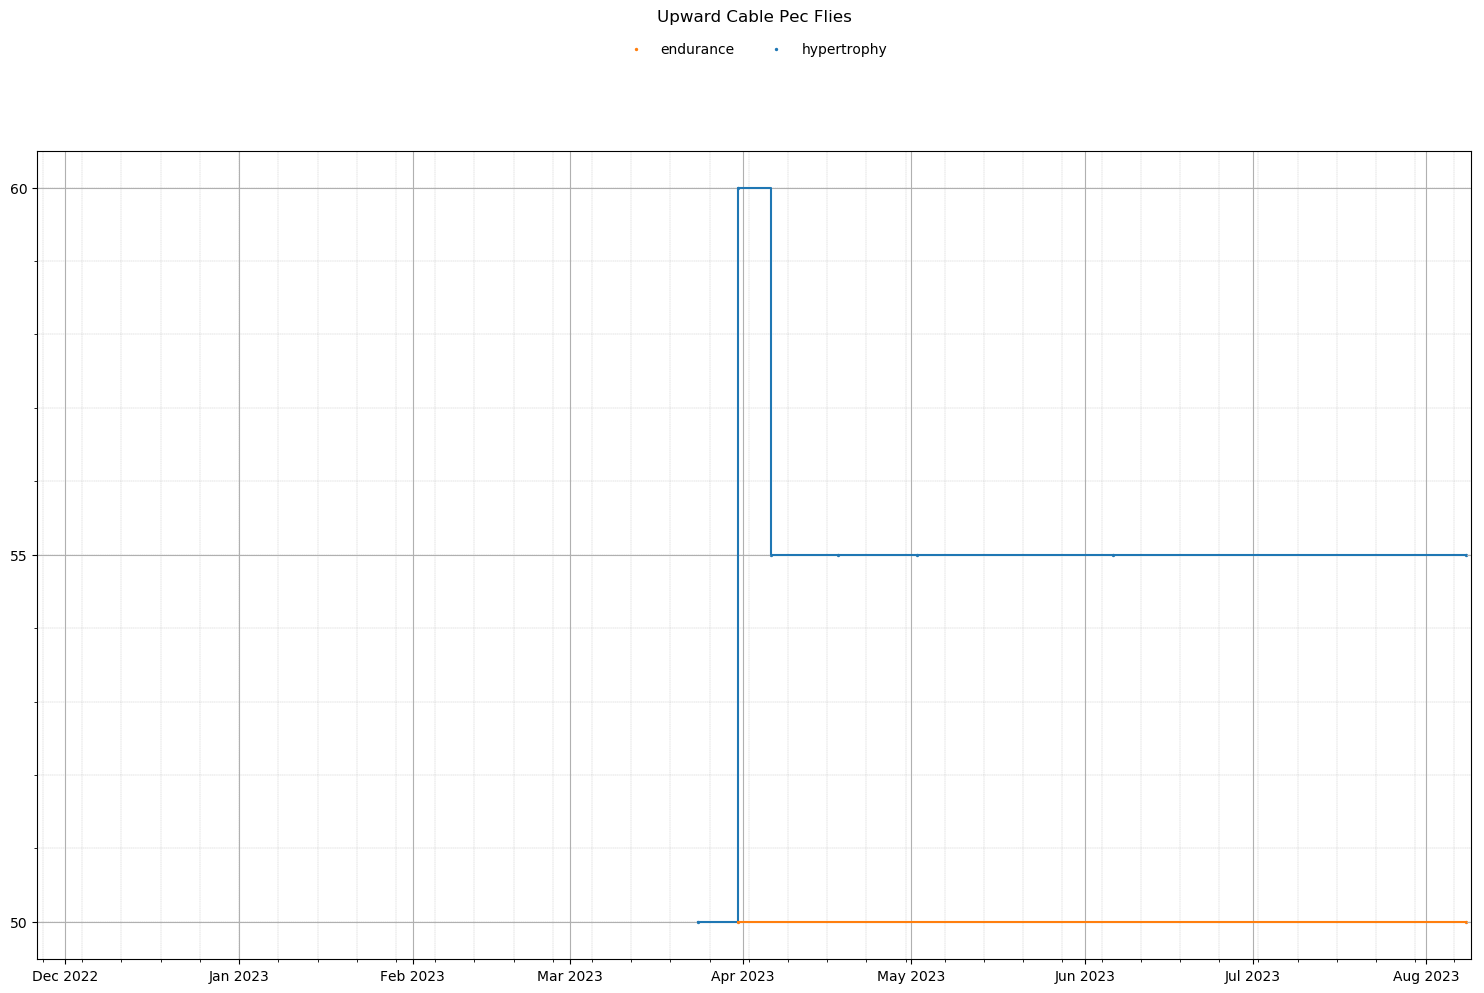 Upward Cable Pec Flies
endurance hypertrophy
60
55
50
Dec 2022 Jan 2023 Feb 2023 Mar 2023 Apr 2023 May 2023 Jun 2023 Jul 2023 Aug 2023